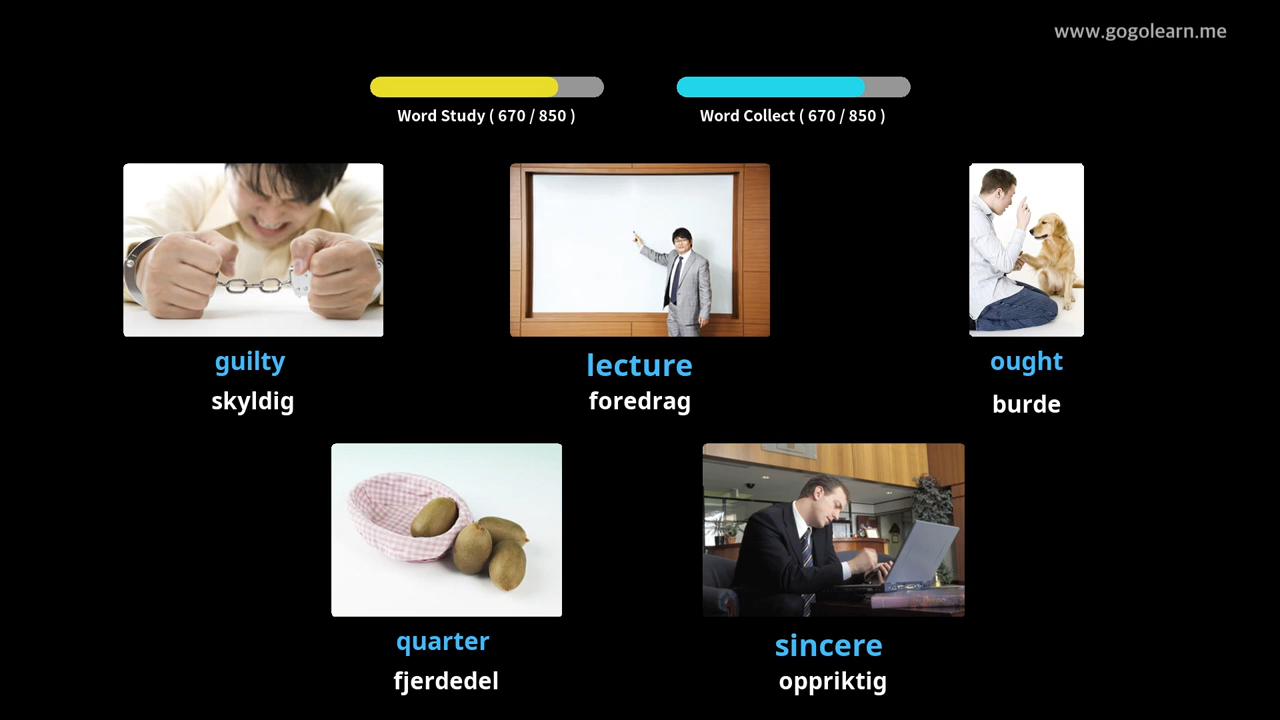 www.gogolearn.me
Word Study ( 670 / 850 )
Word Collect ( 670 / 850 )
guilty
skyldig
lecture
foredrag
ought
burde
quarter
fjerdedel
sincere
oppriktig